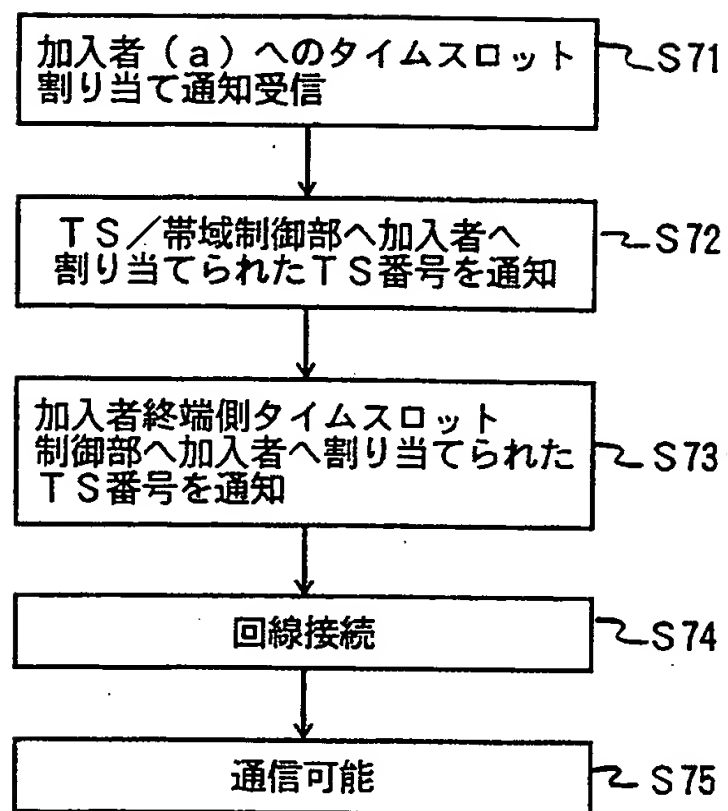 加入者（a）へのタイムスロット
割り当て通知受信
S71
TS／帯域制御部へ加入者へ
割り当てられたTS番号を通知
S72
加入者終端側タイムスロット
制御部へ加入者へ割り当てられた
TS番号を通知
S73
回線接続
S74
通信可能
S75